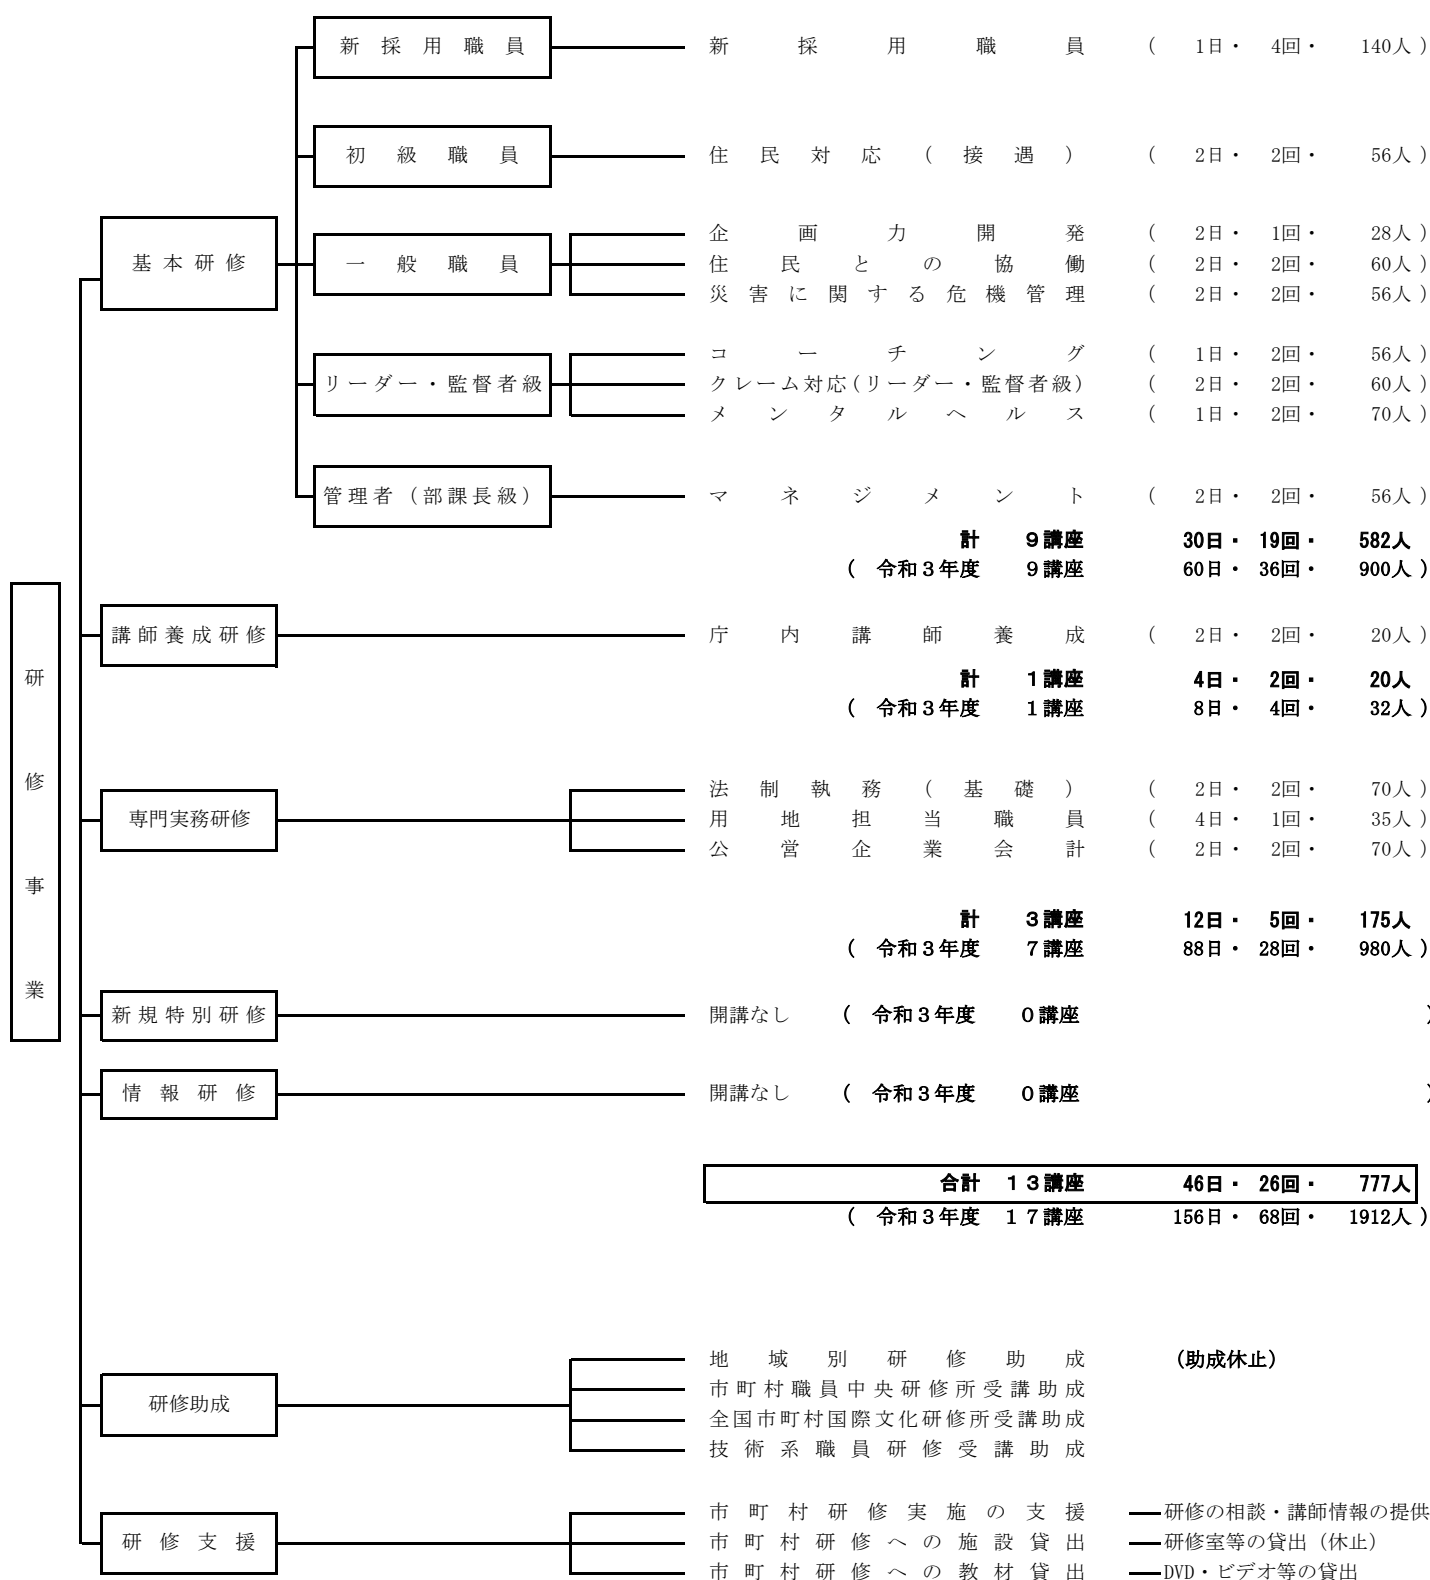 研修事業
基本研修
新採用職員 新採用職員 ( 1日・ 4回・ 140人 )
初級職員 住民対応(接遇) ( 2日・ 2回・ 56人 )
一般職員
企画力開発 ( 2日・ 1回・ 28人 )
住民との協働 ( 2日・ 2回・ 60人 )
災害に関する危機管理 ( 2日・ 2回・ 56人 )
リーダー・監督者級
コーチング ( 1日・ 2回・ 56人 )
クレーム対応(リーダー・監督者級) ( 2日・ 2回・ 60人 )
メンタルヘルス ( 1日・ 2回・ 70人 )
管理者(部課長級) マネジメント ( 2日・ 2回・ 56人 )
計 9講座 30日・ 19回・ 582人
( 令和3年度 9講座 60日・ 36回・ 900人 )
講師養成研修 庁内講師養成 ( 2日・ 2回・ 20人 )
計 1講座 4日・ 2回・ 20人
( 令和3年度 1講座 8日・ 4回・ 32人 )
専門実務研修
法制執務(基礎) ( 2日・ 2回・ 70人 )
用地担当職員 ( 4日・ 1回・ 35人 )
公営企業会計 ( 2日・ 2回・ 70人 )
計 3講座 12日・ 5回・ 175人
( 令和3年度 7講座 88日・ 28回・ 980人 )
新規特別研修 開講なし ( 令和3年度 0講座 )
情報研修 開講なし ( 令和3年度 0講座 )
合計 13講座 46日・ 26回・ 777人
( 令和3年度 17講座 156日・ 68回・ 1912人 )
研修助成
地域別研修助成 (助成休止)
市町村職員中央研修所受講助成
全国市町村国際文化研修所受講助成
技術系職員研修受講助成
研修支援
市町村研修実施の支援 研修の相談・講師情報の提供
市町村研修への施設貸出 研修室等の貸出(休止)
市町村研修への教材貸出 DVD・ビデオ等の貸出